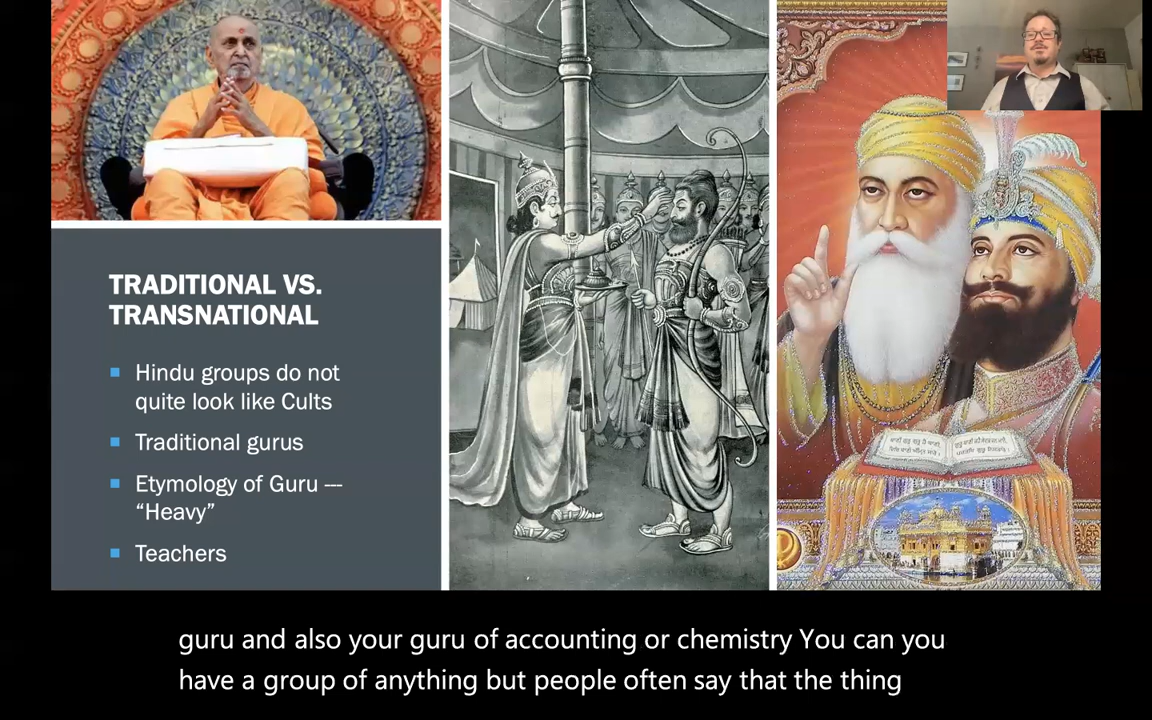 TRADITIONAL VS.
TRANSNATIONAL
Hindu groups do not
quite look like Cults
Traditional gurus
Etymology of Guru ---
“Heavy”
Teachers
guru and also your guru of accounting or chemistry You can you
have a group of anything but people often say that the thing